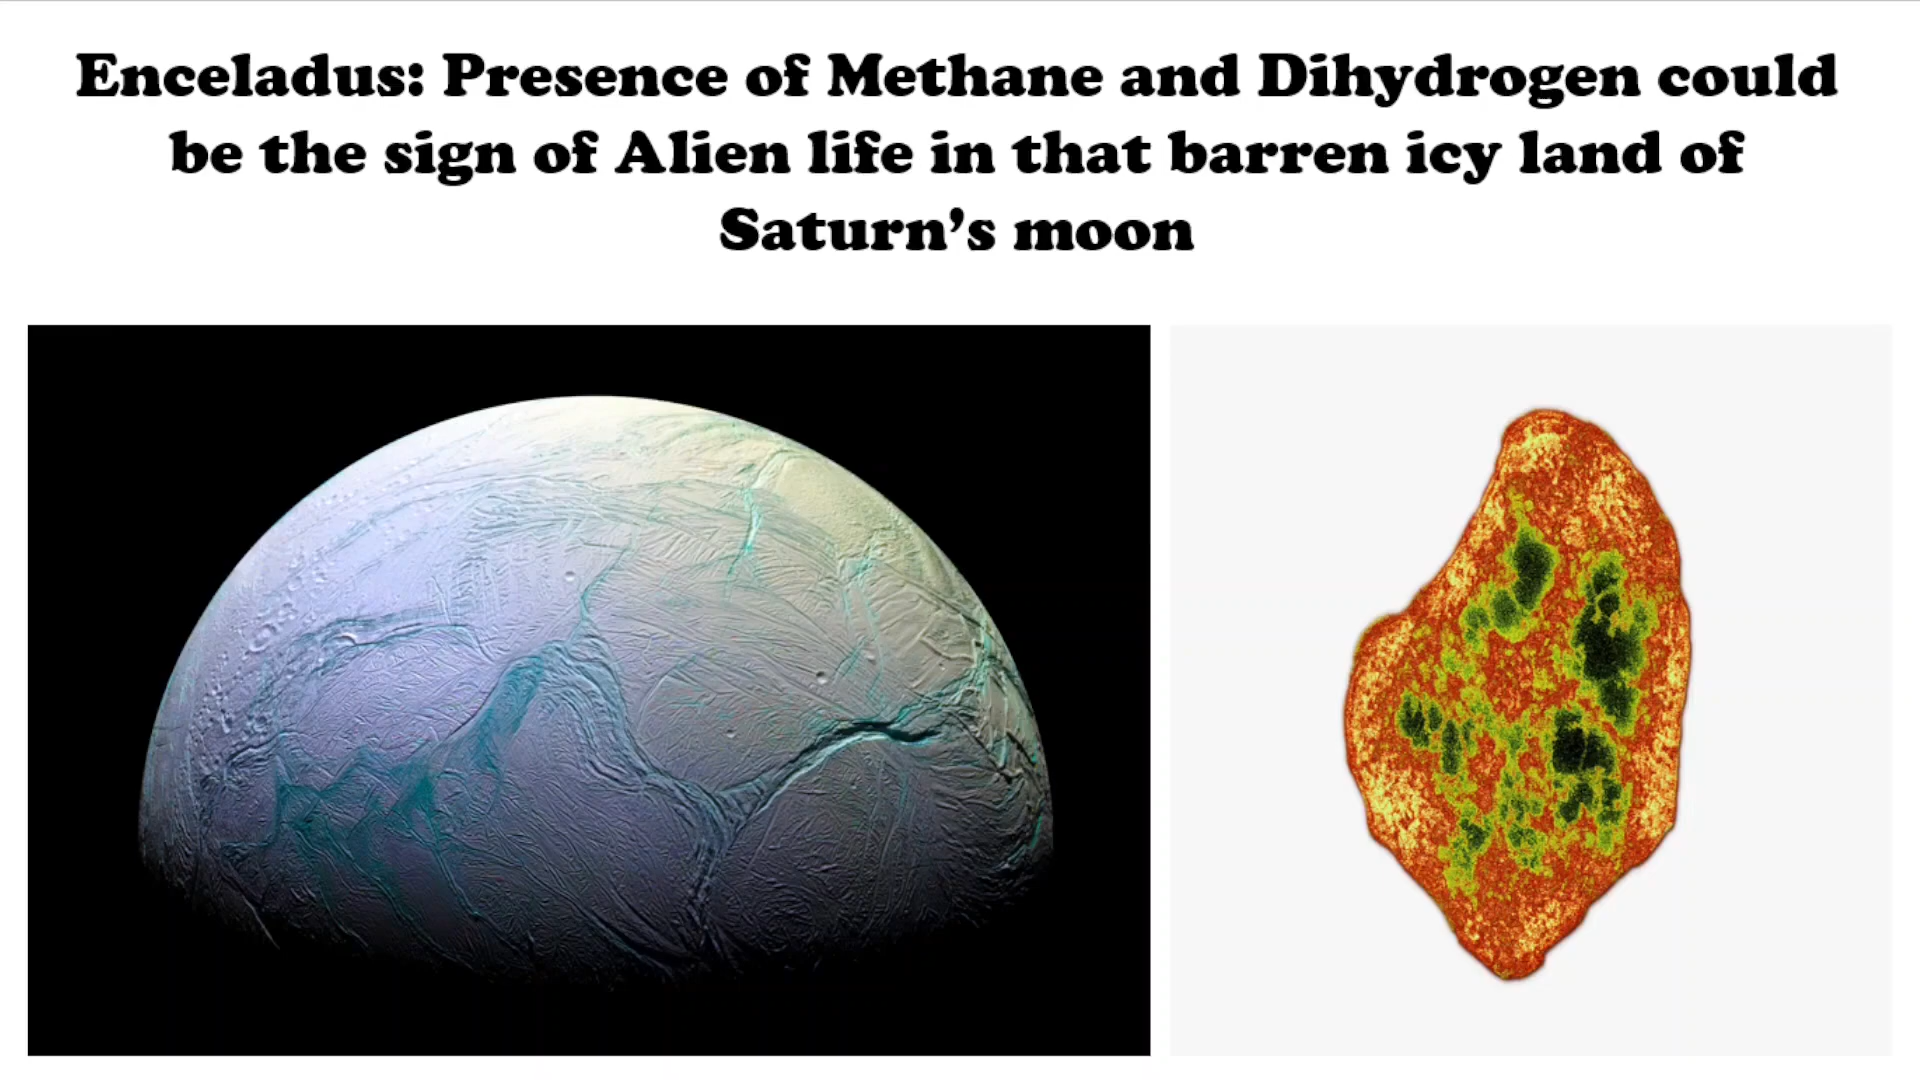 Enceladus: Presence of Methane and Dihydrogen could
be the sign of Alien life in that barren icy land of
Saturn’s moon